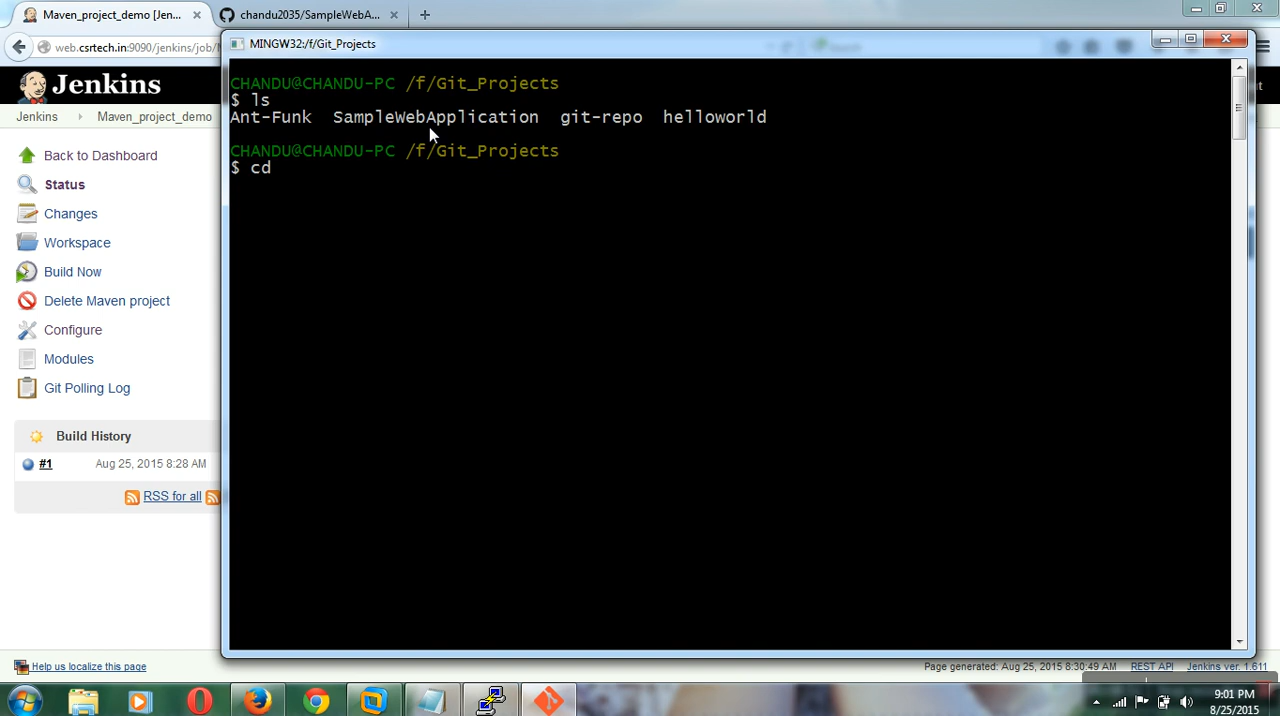 Maven_project_demo [Jen...
chandu2035/SampleWebA...
web.csrtech.in:9090/jenkins/job/
MINGW32:/f/Git_Projects
Jenkins
Jenkins
Maven_project_demo
Back to Dashboard
Status
Changes
Workspace
Build Now
Delete Maven project
Configure
Modules
Git Polling Log
Build History
#1 Aug 25, 2015 8:28 AM
RSS for all
CHANDU@CHANDU-PC /f/Git_Projects
$ ls
Ant-Funk SampleWebApplication git-repo helloworld
CHANDU@CHANDU-PC /f/Git_Projects
$ cd
Help us localize this page
Page generated: Aug 25, 2015 8:30:49 AM REST API Jenkins ver. 1.611
9:01 PM
8/25/2015